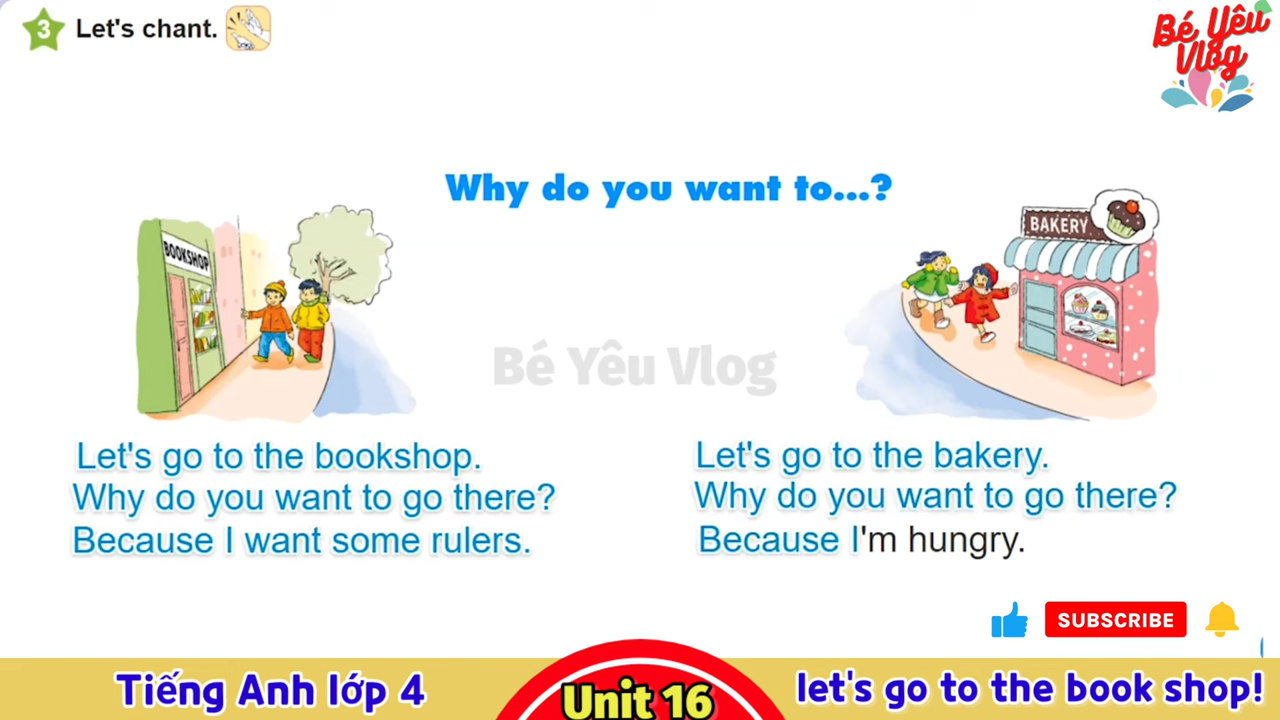 3 Let's chant.
Bé Yêu
Vlog
Why do you want to...?
BOOKSHOP
BAKERY
Bé Yêu Vlog
Let's go to the bookshop.
Why do you want to go there?
Because I want some rulers.
Let's go to the bakery.
Why do you want to go there?
Because I'm hungry.
SUBSCRIBE
Tiếng Anh lớp 4
Unit 16
let's go to the book shop!